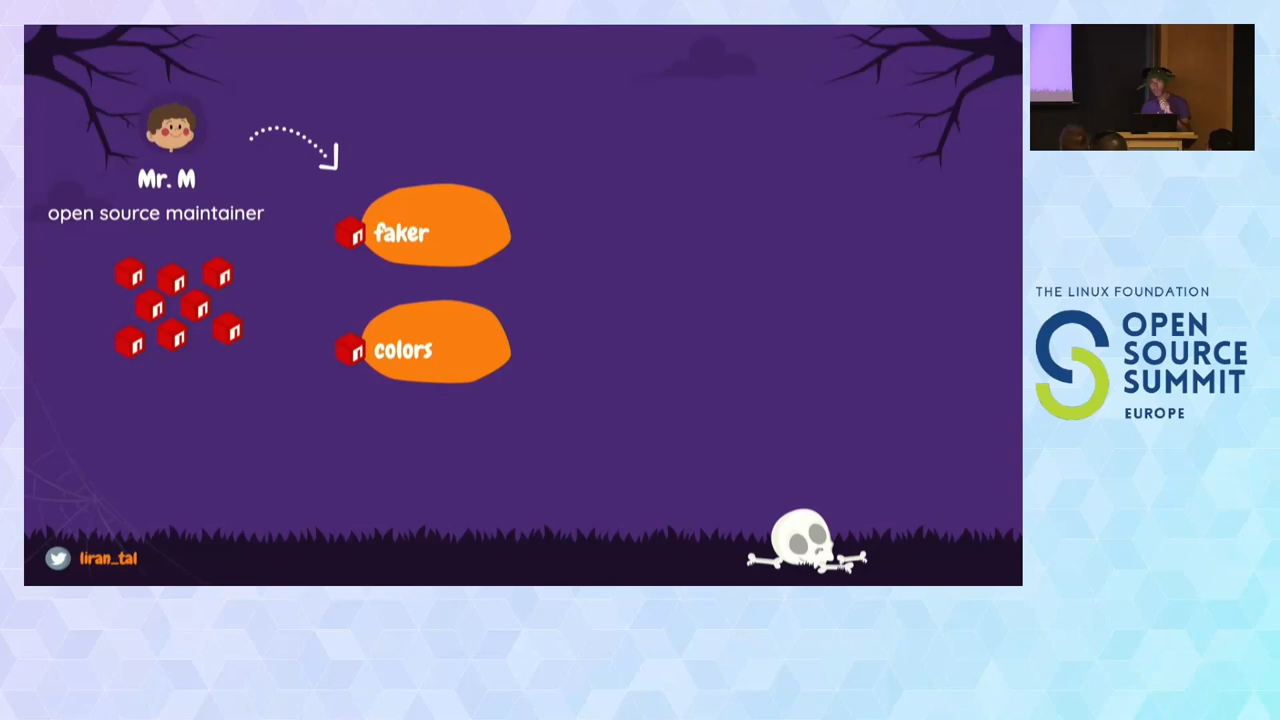 Mr. M
open source maintainer
faker
colors
liran_tal
THE LINUX FOUNDATION
OPEN
SOURCE
SUMMIT
EUROPE